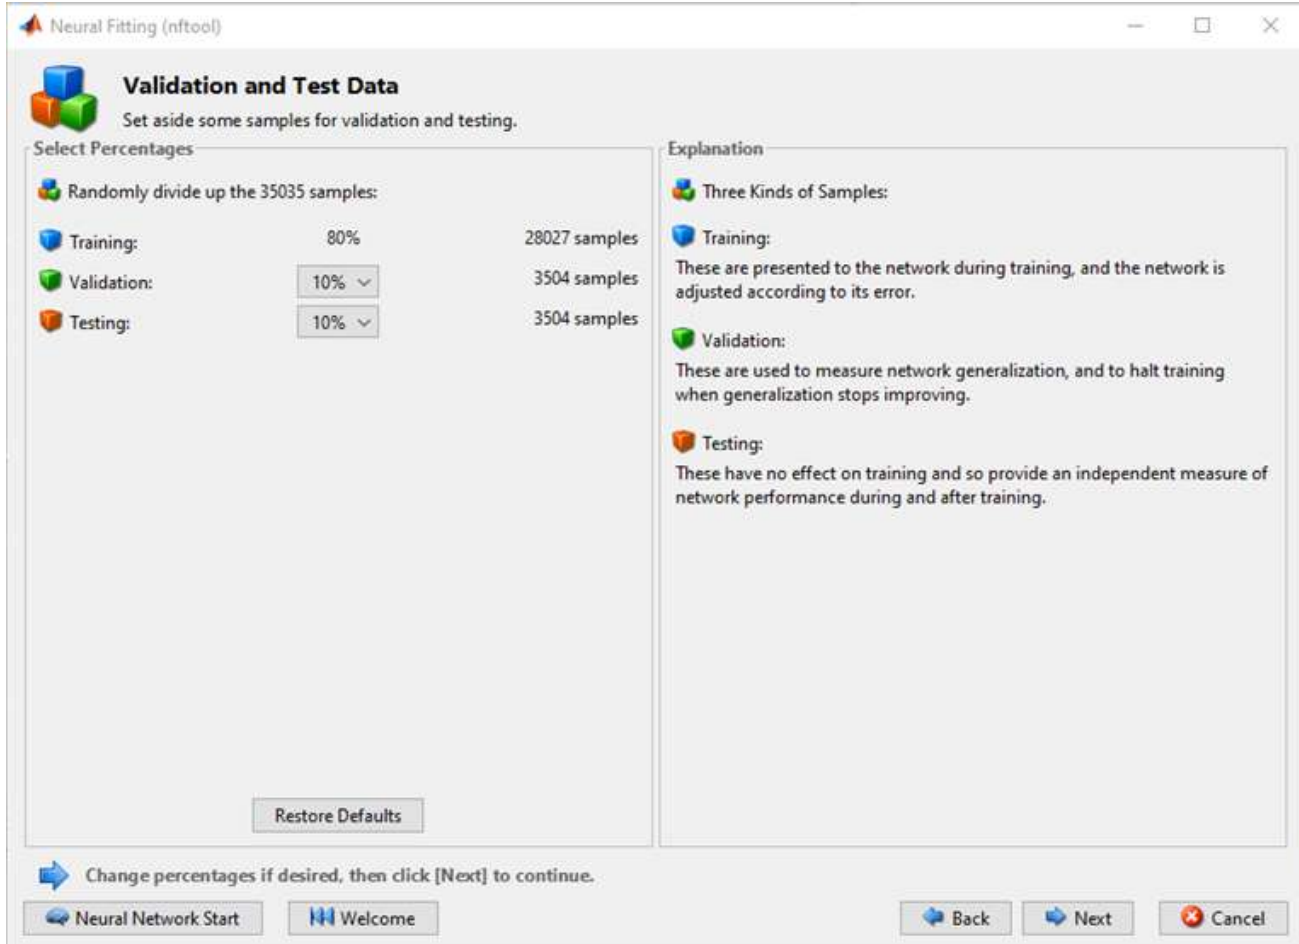 Neural Fitting (nftool)
Validation and Test Data
Set aside some samples for validation and testing.
Select Percentages
Randomly divide up the 35035 samples:
Training: 80% 28027 samples
Validation: 10% 3504 samples
Testing: 10% 3504 samples
Restore Defaults
Explanation
Three Kinds of Samples:
Training:
These are presented to the network during training, and the network is
adjusted according to its error.
Validation:
These are used to measure network generalization, and to halt training
when generalization stops improving.
Testing:
These have no effect on training and so provide an independent measure of
network performance during and after training.
Change percentages if desired, then click [Next] to continue.
Neural Network Start Welcome Back Next Cancel